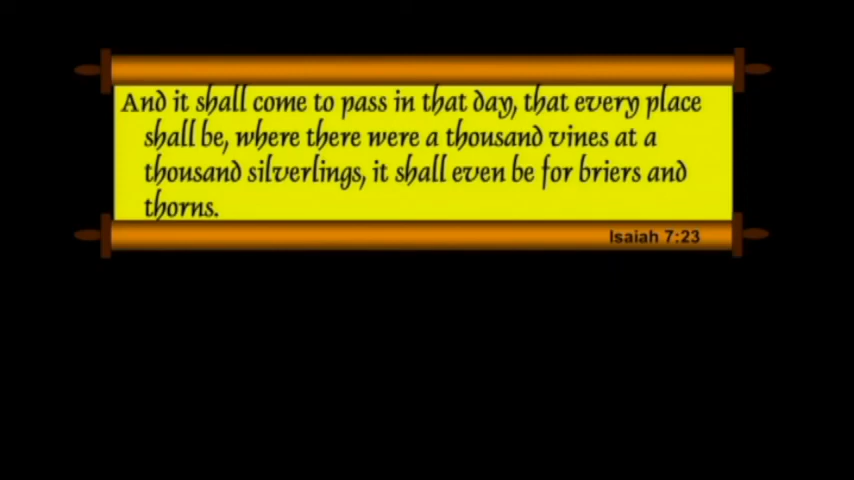 And it shall come to pass in that day, that every place
shall be, where there were a thousand vines at a
thousand silverlings, it shall even be for briers and
thorns.
Isaiah 7:23